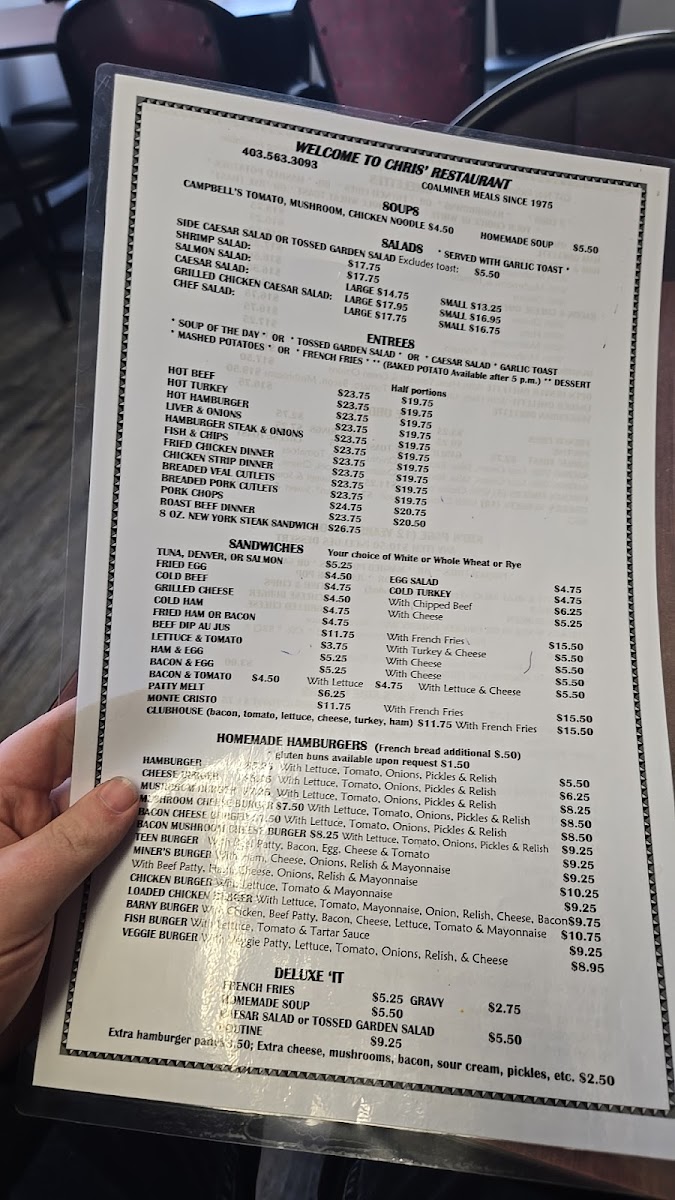 WELCOME TO CHRIS' RESTAURANT
403.563.3093 COALMINER MEALS SINCE 1975
SOUPS
CAMPBELL'S TOMATO, MUSHROOM, CHICKEN NOODLE $4.50 HOMEMADE SOUP $5.50
SALADS * SERVED WITH GARLIC TOAST *
SIDE CAESAR SALAD OR TOSSED GARDEN SALAD Excludes toast: $5.50
SHRIMP SALAD: $17.75
SALMON SALAD: $17.75
CAESAR SALAD: LARGE $14.75 SMALL $13.25
GRILLED CHICKEN CAESAR SALAD: LARGE $17.95 SMALL $16.95
CHEF SALAD: LARGE $17.75 SMALL $16.75
ENTREES
* SOUP OF THE DAY * OR * TOSSED GARDEN SALAD * OR * CAESAR SALAD * GARLIC TOAST
* MASHED POTATOES * OR * FRENCH FRIES * ** (BAKED POTATO Available after 5 p.m.) ** DESSERT
Half portions
HOT BEEF $23.75 $19.75
HOT TURKEY $23.75 $19.75
HOT HAMBURGER $23.75 $19.75
LIVER & ONIONS $23.75 $19.75
HAMBURGER STEAK & ONIONS $23.75 $19.75
FISH & CHIPS $23.75 $19.75
FRIED CHICKEN DINNER $23.75 $19.75
CHICKEN STRIP DINNER $23.75 $19.75
BREADED VEAL CUTLETS $23.75 $19.75
BREADED PORK CUTLETS $23.75 $19.75
PORK CHOPS $24.75 $20.75
ROAST BEEF DINNER $23.75 $20.50
8 OZ. NEW YORK STEAK SANDWICH $26.75
SANDWICHES Your choice of White or Whole Wheat or Rye
TUNA, DENVER, OR SALMON $5.25
FRIED EGG $4.50 EGG SALAD $4.75
COLD BEEF $4.75 COLD TURKEY $4.75
GRILLED CHEESE $4.50 With Chipped Beef $6.25
COLD HAM $4.75 With Cheese $5.25
FRIED HAM OR BACON $4.75
BEEF DIP AU JUS $11.75 With French Fries $15.50
LETTUCE & TOMATO $3.75 With Turkey & Cheese $5.50
HAM & EGG $5.25 With Cheese $5.50
BACON & EGG $5.25 With Cheese $5.50
BACON & TOMATO $4.50 With Lettuce $4.75 With Lettuce & Cheese $5.50
PATTY MELT $6.25
MONTE CRISTO $11.75 With French Fries $15.50
CLUBHOUSE (bacon, tomato, lettuce, cheese, turkey, ham) $11.75 With French Fries $15.50
HOMEMADE HAMBURGERS (French bread additional $.50)
* gluten buns available upon request $1.50
HAMBURGER With Lettuce, Tomato, Onions, Pickles & Relish $5.50
CHEESE BURGER With Lettuce, Tomato, Onions, Pickles & Relish $6.25
MUSHROOM BURGER $7.25 With Lettuce, Tomato, Onions, Pickles & Relish $8.25
MUSHROOM CHEESE BURGER $7.50 With Lettuce, Tomato, Onions, Pickles & Relish $8.50
BACON CHEESE BURGER $7.50 With Lettuce, Tomato, Onions, Pickles & Relish $8.50
BACON MUSHROOM CHEESE BURGER $8.25 With Lettuce, Tomato, Onions, Pickles & Relish $9.25
TEEN BURGER With Beef Patty, Bacon, Egg, Cheese & Tomato $9.25
MINER'S BURGER With Ham, Cheese, Onions, Relish & Mayonnaise $9.25
With Beef Patty, Ham, Cheese, Onions, Relish & Mayonnaise $10.25
CHICKEN BURGER With Lettuce, Tomato & Mayonnaise $9.25
LOADED CHICKEN BURGER With Lettuce, Tomato, Mayonnaise, Onion, Relish, Cheese, Bacon $9.75
BARNY BURGER With Chicken, Beef Patty, Bacon, Cheese, Lettuce, Tomato & Mayonnaise $10.75
FISH BURGER With Lettuce, Tomato & Tartar Sauce $9.25
VEGGIE BURGER With Veggie Patty, Lettuce, Tomato, Onions, Relish, & Cheese $8.95
DELUXE 'IT
FRENCH FRIES $5.25 GRAVY $2.75
HOMEMADE SOUP $5.50
CAESAR SALAD or TOSSED GARDEN SALAD $5.50
POUTINE $9.25
Extra hamburger patty $3.50; Extra cheese, mushrooms, bacon, sour cream, pickles, etc. $2.50